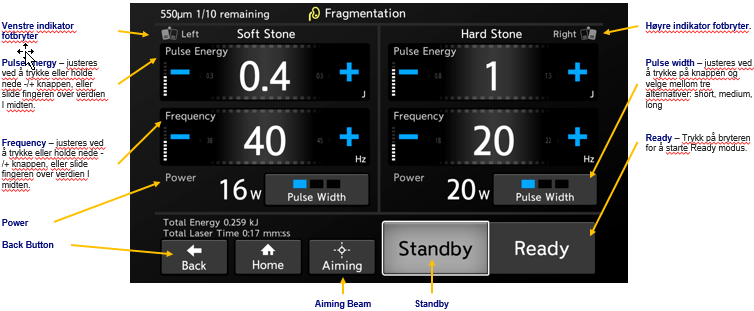 550µm 1/10 remaining
Fragmentation
Venstre indikator
fotbryter
Left
Soft Stone
Hard Stone
Right
Høyre indikator fotbryter.
Pulse Energy
Pulse Energy
Pulse Energy – justeres
ved å trykke eller holde
nede -/+ knappen, eller
slide fingeren over verdien
I midten.
0.4
J
1
J
Pulse width – justeres ved
å trykke på knappen og
velge mellom tre
alternativer: short, medium,
long
Frequency
Frequency
Frequency – justeres ved
å trykke eller holde nede -
/+ knappen, eller slide
fingeren over verdien I
midten.
40
Hz
20
Hz
Ready – Trykk på bryteren
for å starte Ready modus.
Power
16 W
Pulse Width
Power
20 W
Pulse Width
Power
Total Energy 0.259 kJ
Total Laser Time 0:17 mm:ss
Back Button
Back
Home
Aiming
Standby
Ready
Aiming Beam
Standby